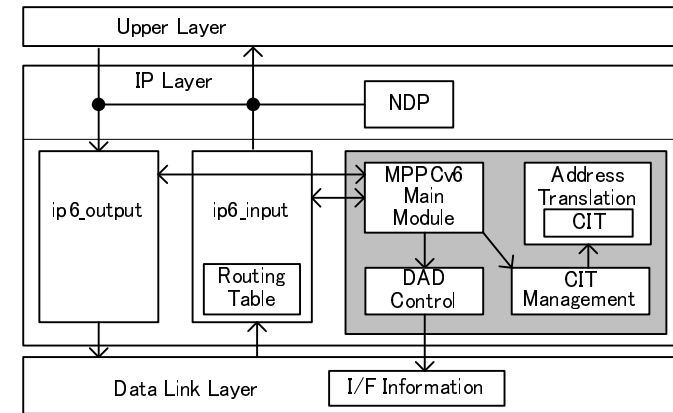 Upper Layer
IP Layer
NDP
ip6_output
ip6_input
Routing
Table
MPPCv6
Main
Module
Address
Translation
CIT
DAD
Control
CIT
Management
Data Link Layer
I/F Information